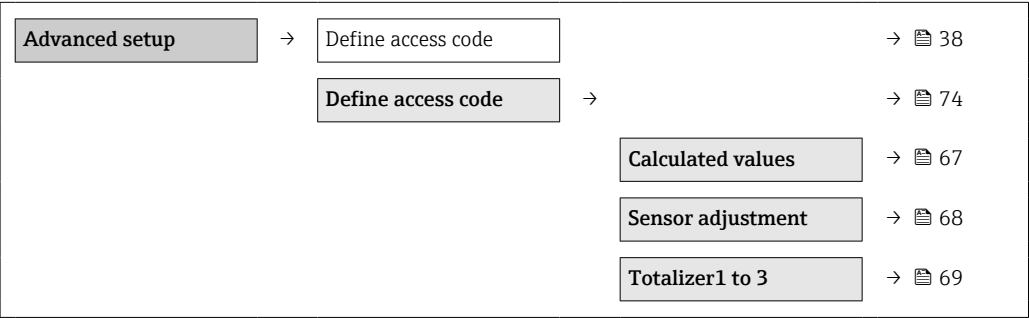 Advanced setup → Define access code → 38
Define access code → → 74
Calculated values → 67
Sensor adjustment → 68
Totalizer1 to 3 → 69